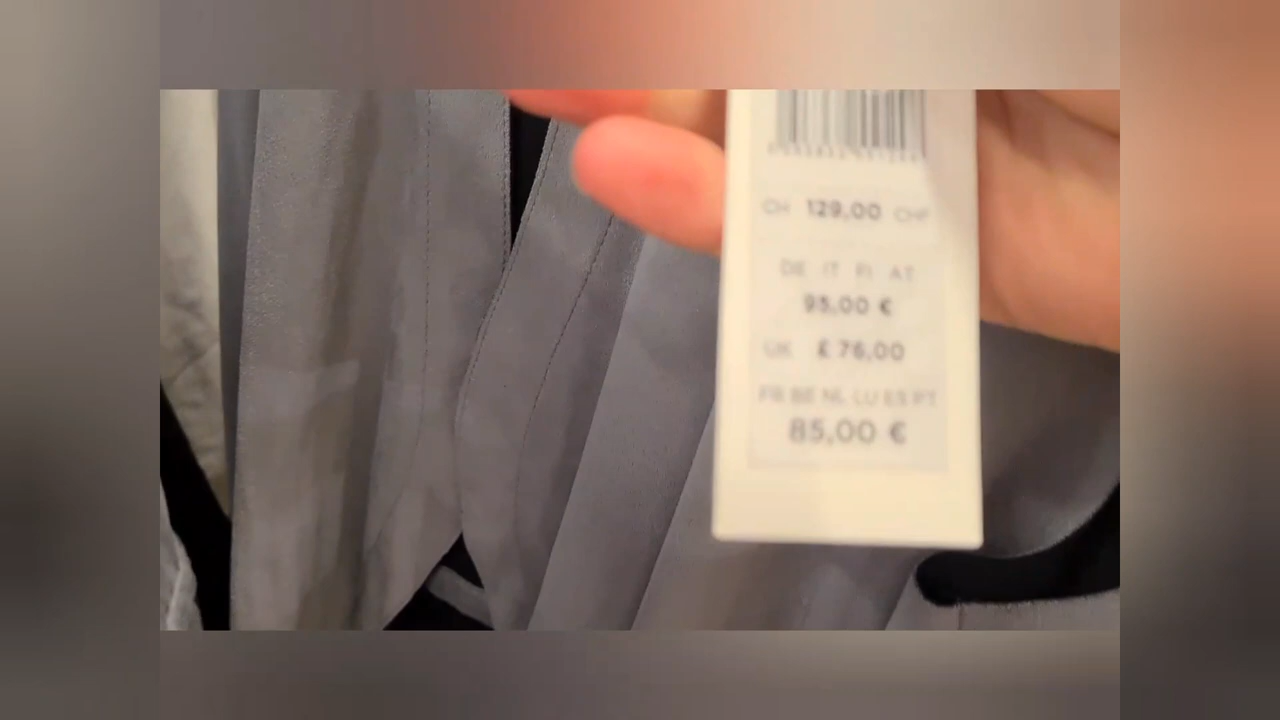 CH 129,00 CHF
DE IT FI AT
95,00 €
UK £ 76,00
FR BE NL LU ES PT
85,00 €